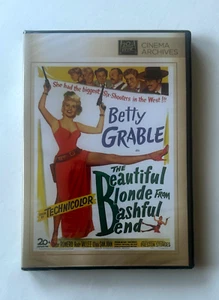 CINEMA
ARCHIVES
She had the biggest
Six-Shooters in the West!!
Betty
GRABLE
THE
Beautiful
Blonde FROM
Bashful
Bend
TECHNICOLOR
20